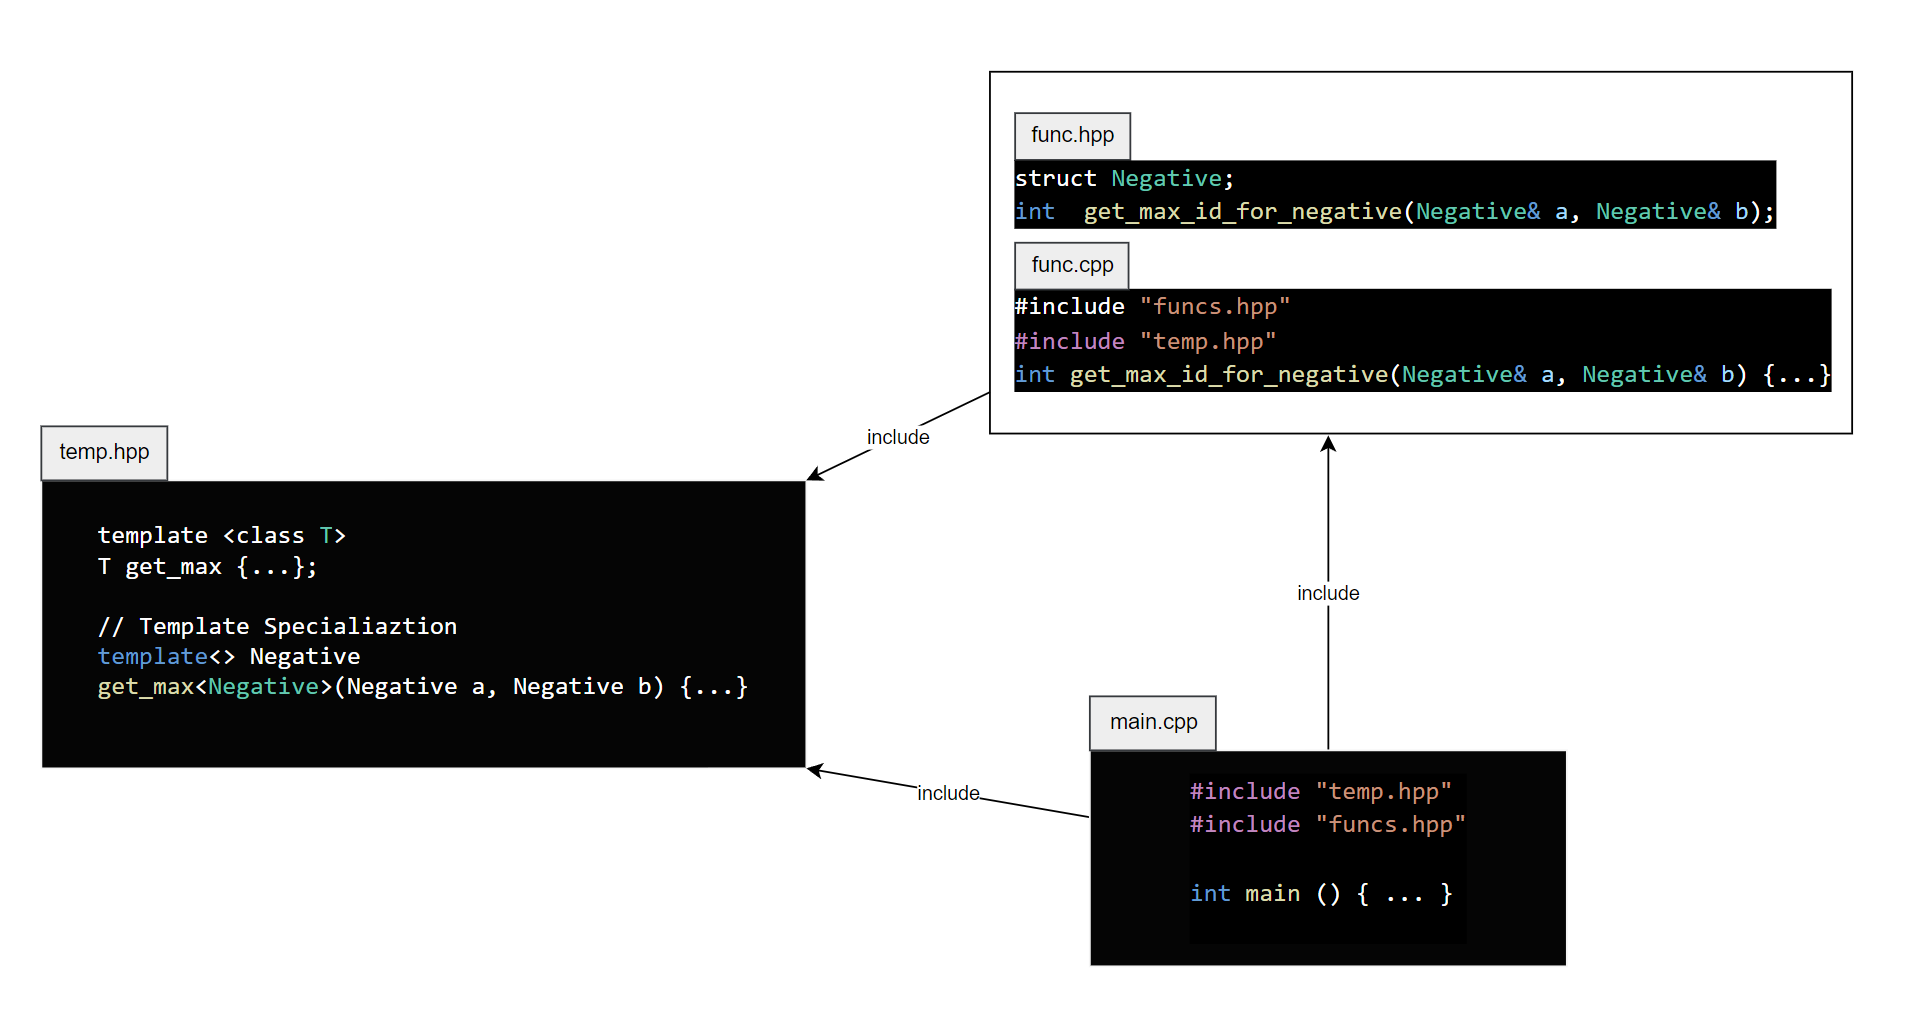 func.hpp
struct Negative;
int  get_max_id_for_negative(Negative& a, Negative& b);
func.cpp
#include "funcs.hpp"
#include "temp.hpp"
int get_max_id_for_negative(Negative& a, Negative& b) {...}
include
temp.hpp
template <class T>
T get_max {...};
// Template Specialiaztion
template<> Negative
get_max<Negative>(Negative a, Negative b) {...}
include
include
main.cpp
#include "temp.hpp"
#include "funcs.hpp"
int main () { ... }